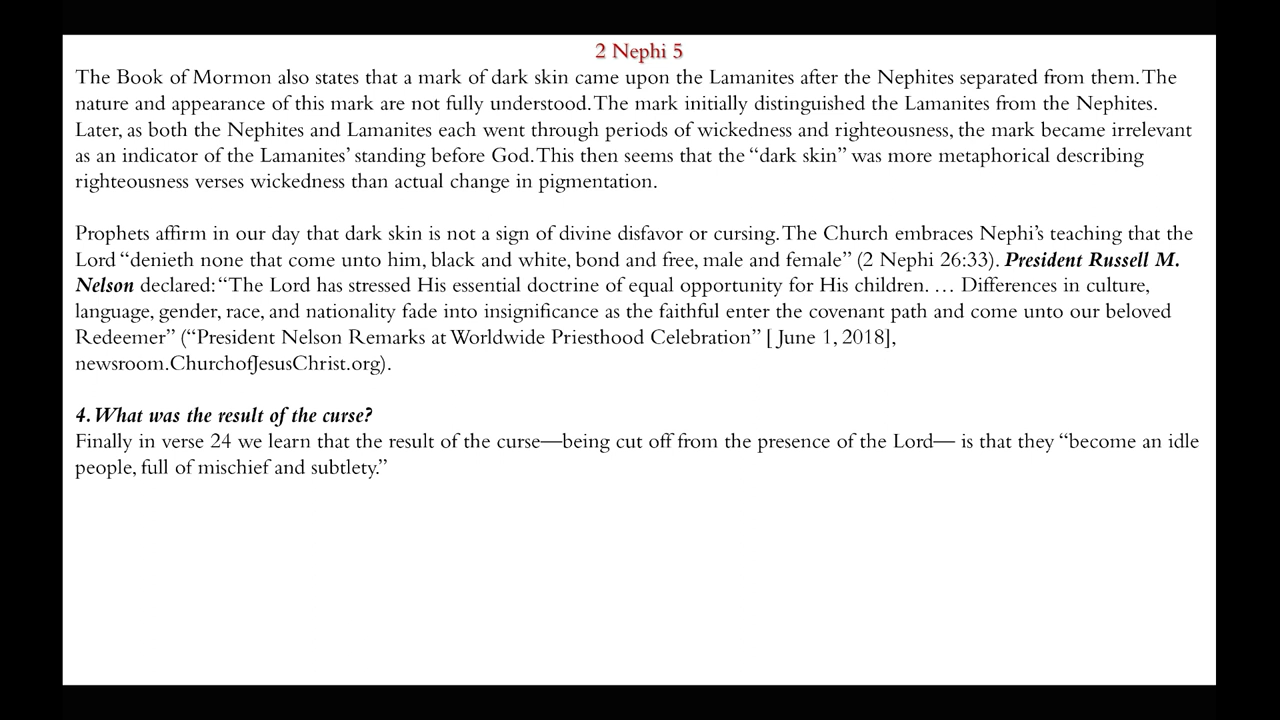 2 Nephi 5
The Book of Mormon also states that a mark of dark skin came upon the Lamanites after the Nephites separated from them. The
nature and appearance of this mark are not fully understood. The mark initially distinguished the Lamanites from the Nephites.
Later, as both the Nephites and Lamanites each went through periods of wickedness and righteousness, the mark became irrelevant
as an indicator of the Lamanites’ standing before God. This then seems that the “dark skin” was more metaphorical describing
righteousness verses wickedness than actual change in pigmentation.
Prophets affirm in our day that dark skin is not a sign of divine disfavor or cursing. The Church embraces Nephi’s teaching that the
Lord “denieth none that come unto him, black and white, bond and free, male and female” (2 Nephi 26:33). President Russell M.
Nelson declared: “The Lord has stressed His essential doctrine of equal opportunity for His children. … Differences in culture,
language, gender, race, and nationality fade into insignificance as the faithful enter the covenant path and come unto our beloved
Redeemer” (“President Nelson Remarks at Worldwide Priesthood Celebration” [ June 1, 2018],
newsroom.ChurchofJesusChrist.org).
4. What was the result of the curse?
Finally in verse 24 we learn that the result of the curse—being cut off from the presence of the Lord— is that they “become an idle
people, full of mischief and subtlety.”